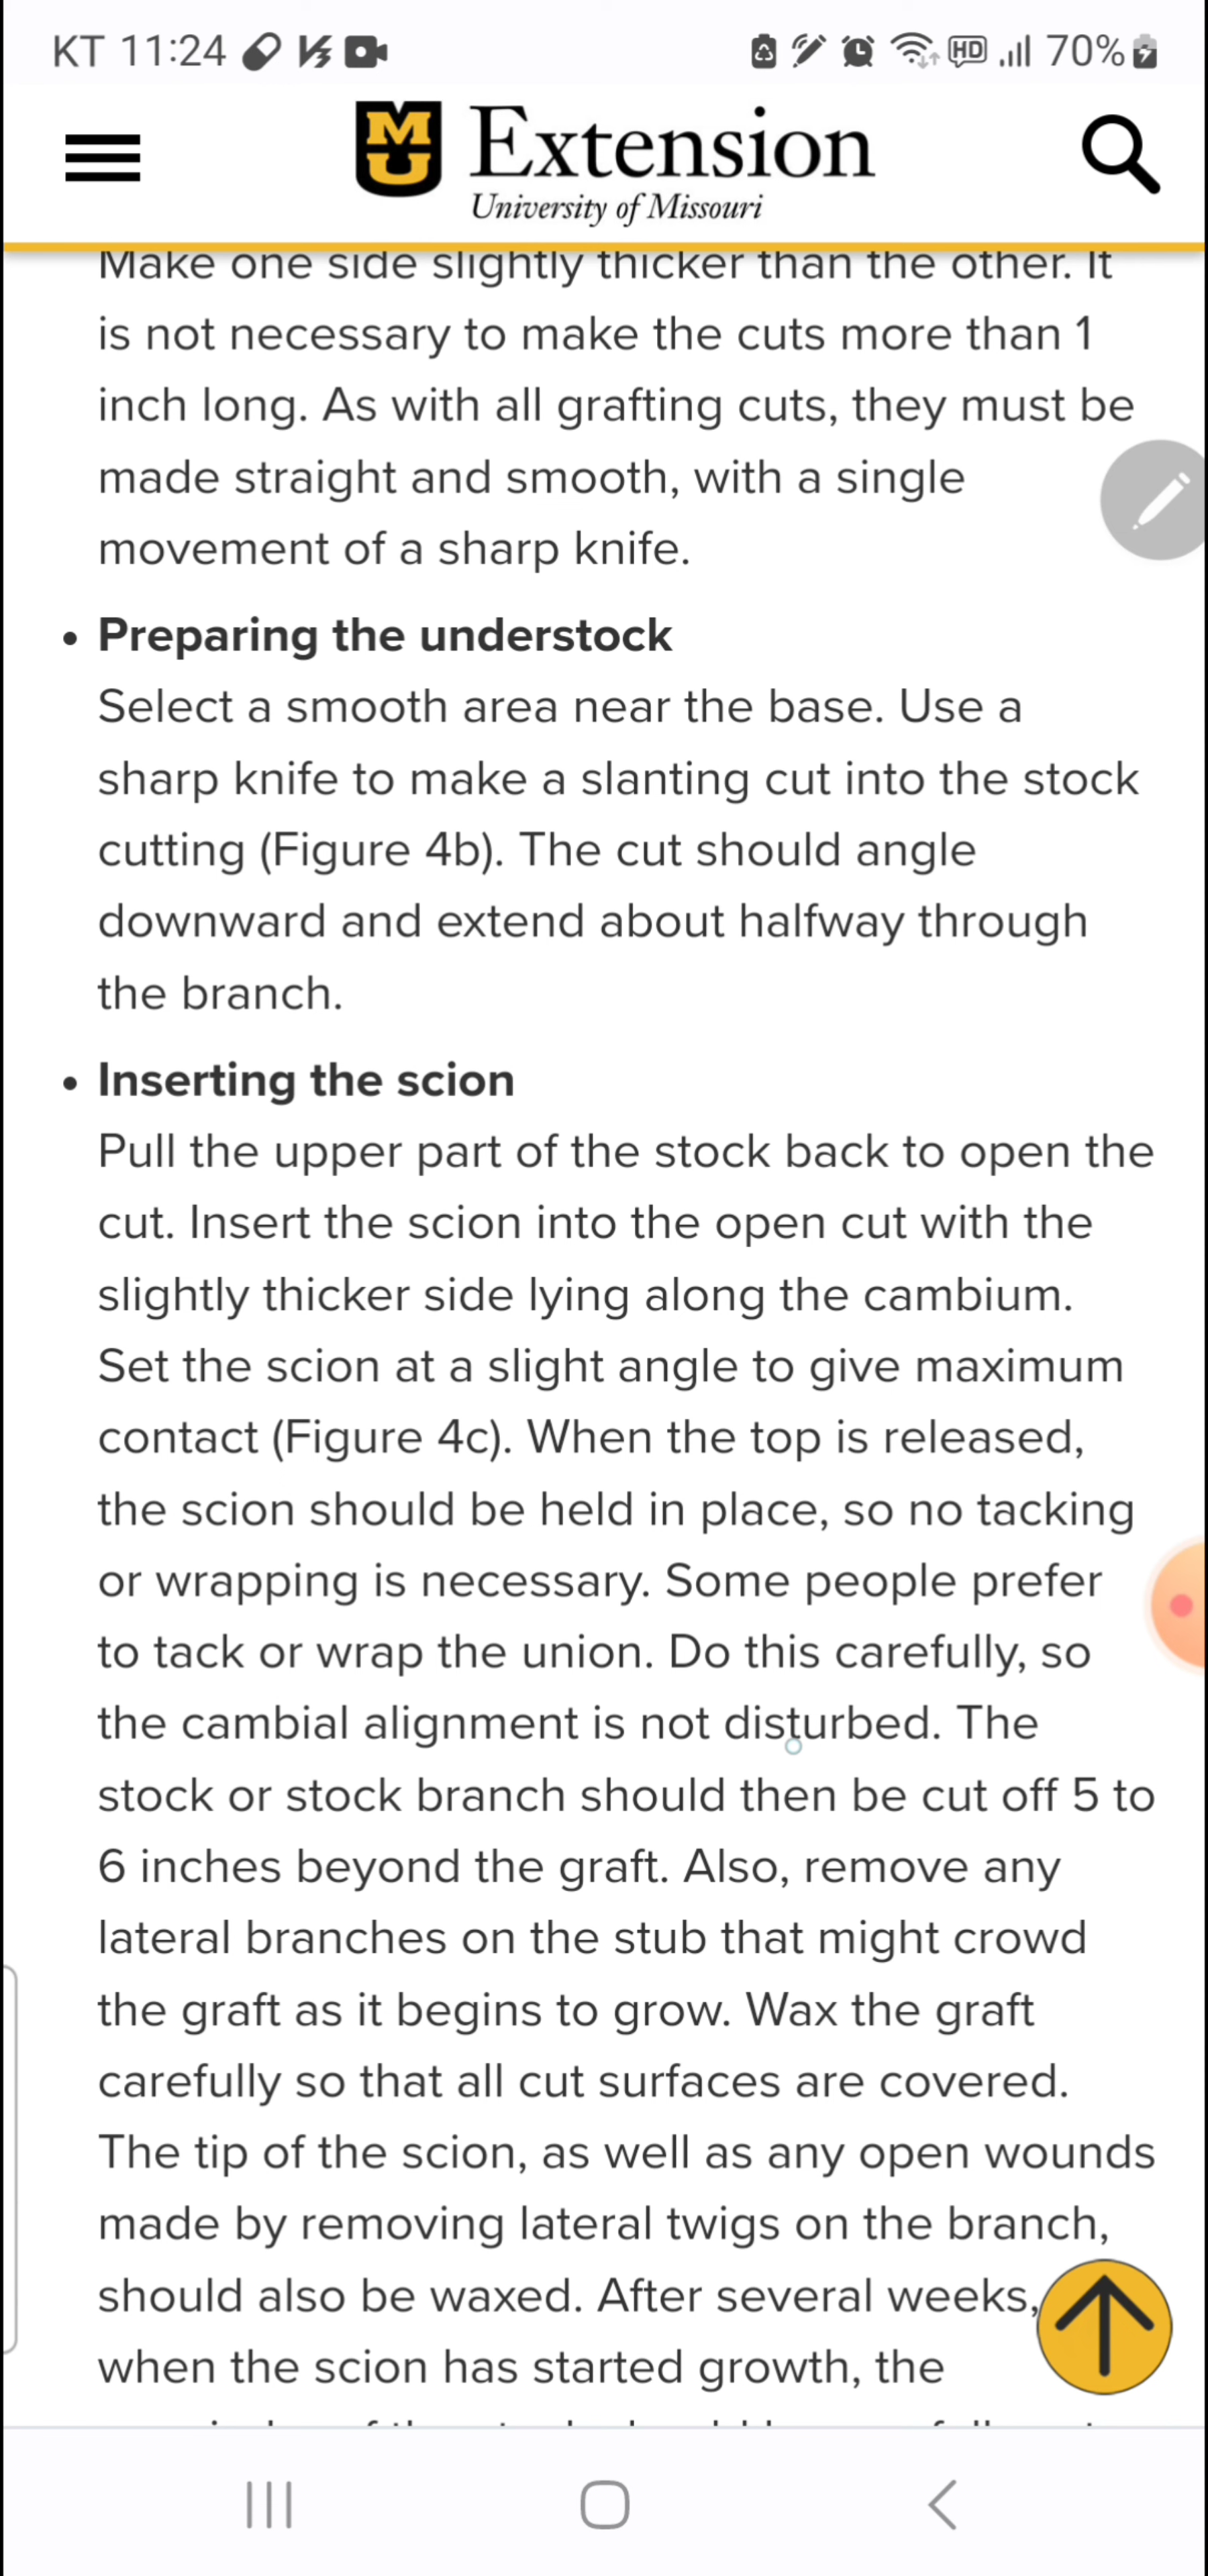 KT 11:24
HD 70%
MU Extension
University of Missouri
Make one side slightly thicker than the other. It
is not necessary to make the cuts more than 1
inch long. As with all grafting cuts, they must be
made straight and smooth, with a single
movement of a sharp knife.
• Preparing the understock
Select a smooth area near the base. Use a
sharp knife to make a slanting cut into the stock
cutting (Figure 4b). The cut should angle
downward and extend about halfway through
the branch.
• Inserting the scion
Pull the upper part of the stock back to open the
cut. Insert the scion into the open cut with the
slightly thicker side lying along the cambium.
Set the scion at a slight angle to give maximum
contact (Figure 4c). When the top is released,
the scion should be held in place, so no tacking
or wrapping is necessary. Some people prefer
to tack or wrap the union. Do this carefully, so
the cambial alignment is not disturbed. The
stock or stock branch should then be cut off 5 to
6 inches beyond the graft. Also, remove any
lateral branches on the stub that might crowd
the graft as it begins to grow. Wax the graft
carefully so that all cut surfaces are covered.
The tip of the scion, as well as any open wounds
made by removing lateral twigs on the branch,
should also be waxed. After several weeks,
when the scion has started growth, the